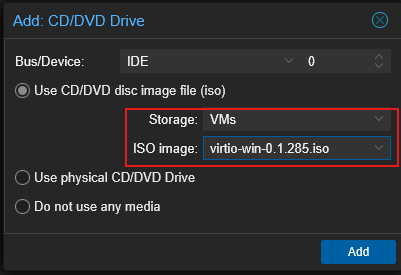 Add: CD/DVD Drive
Bus/Device: IDE 0
Use CD/DVD disc image file (iso)
Storage: VMs
ISO image: virtio-win-0.1.285.iso
Use physical CD/DVD Drive
Do not use any media
Add